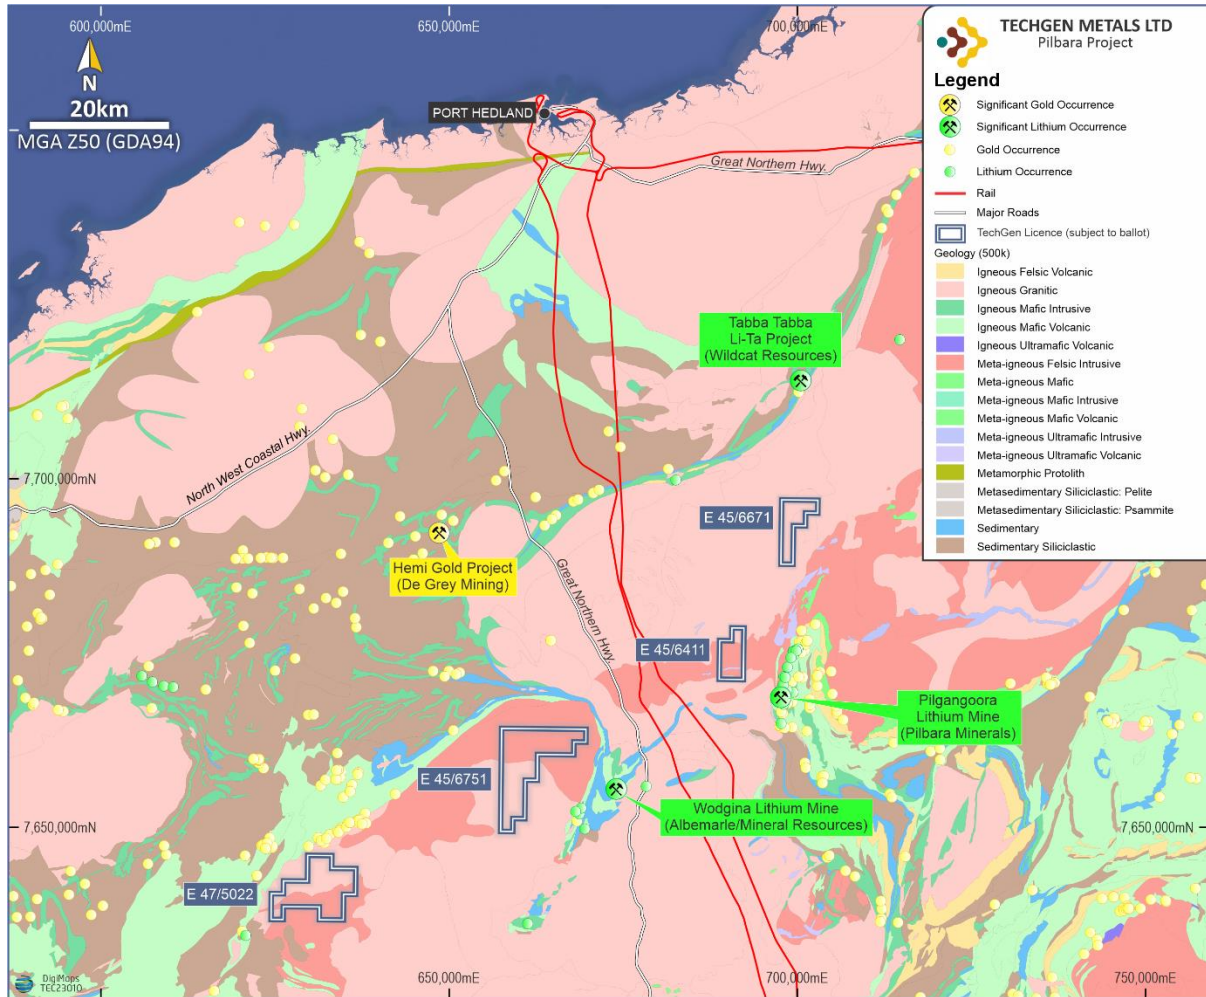 600,000mE
650,000mE
700,000mE
N
20km
MGA Z50 (GDA94)
PORT HEDLAND
Great Northern Hwy.
TECHGEN METALS LTD
Pilbara Project
Legend
Significant Gold Occurrence
Significant Lithium Occurrence
Gold Occurrence
Lithium Occurrence
Rail
Major Roads
TechGen Licence (subject to ballot)
Geology (500k)
Igneous Felsic Volcanic
Igneous Granitic
Igneous Mafic Intrusive
Igneous Mafic Volcanic
Igneous Ultramafic Volcanic
Meta-igneous Felsic Intrusive
Meta-igneous Mafic
Meta-igneous Mafic Intrusive
Meta-igneous Mafic Volcanic
Meta-igneous Ultramafic Intrusive
Meta-igneous Ultramafic Volcanic
Metamorphic Protolith
Metasedimentary Siliciclastic: Pelite
Metasedimentary Siliciclastic: Psammite
Sedimentary
Sedimentary Siliciclastic
Tabba Tabba
Li-Ta Project
(Wildcat Resources)
North West Coastal Hwy.
7,700,000mN
E 45/6671
Hemi Gold Project
(De Grey Mining)
Great Northern Hwy.
E 45/6411
Pilgangoora
Lithium Mine
(Pilbara Minerals)
E 45/6751
Wodgina Lithium Mine
(Albemarle/Mineral Resources)
7,650,000mN
7,650,000mN
E 47/5022
DigiMaps
TEC23010
650,000mE
700,000mE
750,000mE